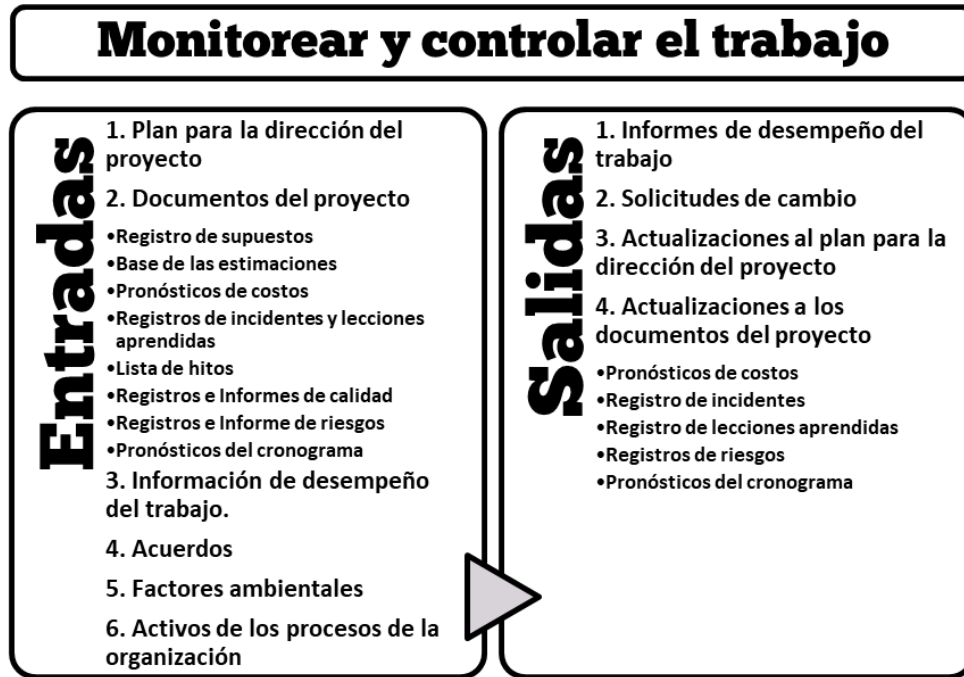 Monitorear y controlar el trabajo
Entradas
1. Plan para la dirección del
proyecto
2. Documentos del proyecto
•Registro de supuestos
•Base de las estimaciones
•Pronósticos de costos
•Registros de incidentes y lecciones
aprendidas
•Lista de hitos
•Registros e Informes de calidad
•Registros e Informe de riesgos
•Pronósticos del cronograma
3. Información de desempeño
del trabajo.
4. Acuerdos
5. Factores ambientales
6. Activos de los procesos de la
organización
Salidas
1. Informes de desempeño del
trabajo
2. Solicitudes de cambio
3. Actualizaciones al plan para la
dirección del proyecto
4. Actualizaciones a los
documentos del proyecto
•Pronósticos de costos
•Registro de incidentes
•Registro de lecciones aprendidas
•Registros de riesgos
•Pronósticos del cronograma